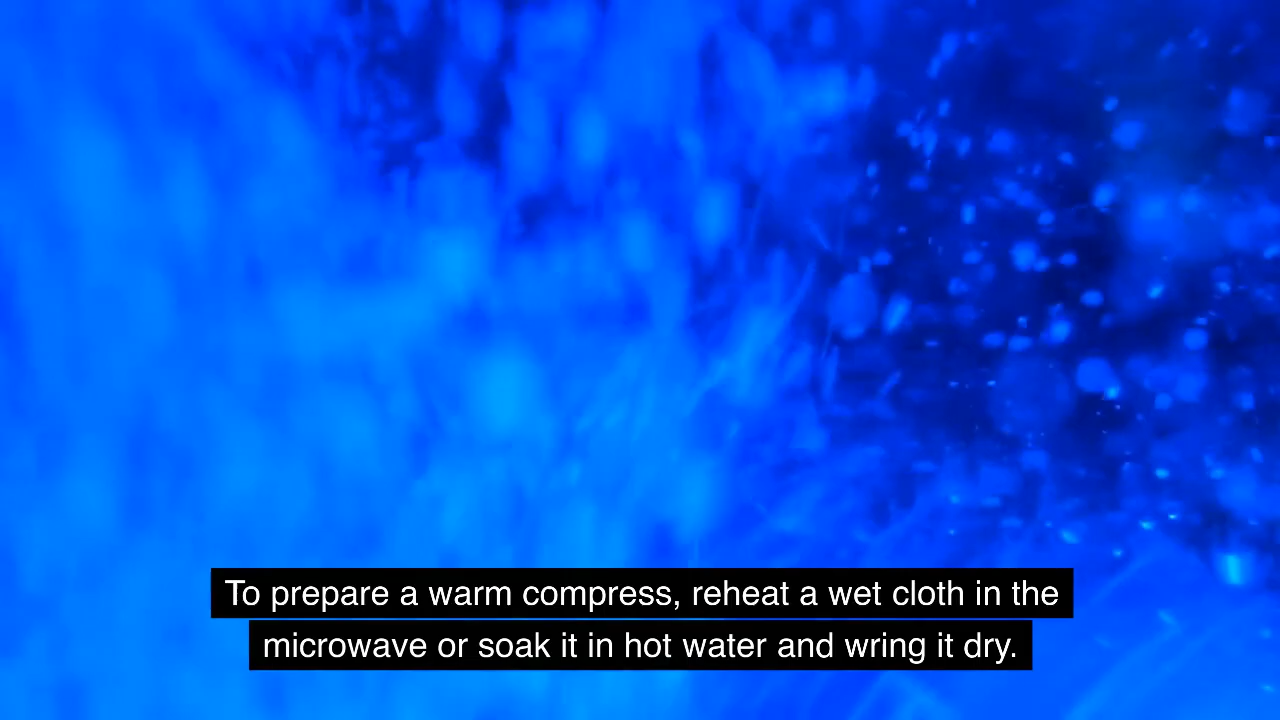 To prepare a warm compress, reheat a wet cloth in the
microwave or soak it in hot water and wring it dry.